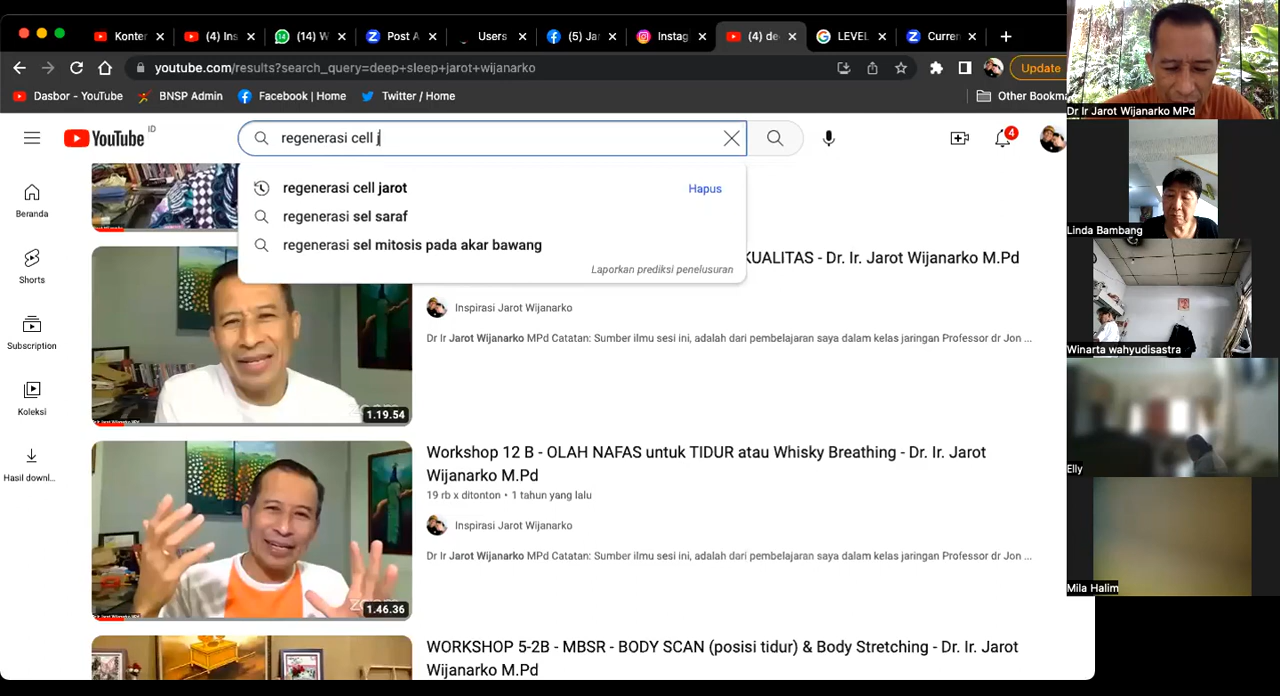 Konter
(4) Ins
(14) W
Post A
Users
(5) Jar
Instag
(4) de
LEVEL
Curren
youtube.com/results?search_query=deep+sleep+jarot+wijanarko
Update
Dasbor - YouTube
BNSP Admin
Facebook | Home
Twitter / Home
Other Bookma
YouTube ID
regenerasi cell j
4
regenerasi cell jarot
Hapus
regenerasi sel saraf
regenerasi sel mitosis pada akar bawang
Laporkan prediksi penelusuran
Beranda
Shorts
Subscription
Koleksi
Hasil downl...
KUALITAS - Dr. Ir. Jarot Wijanarko M.Pd
Inspirasi Jarot Wijanarko
Dr Ir Jarot Wijanarko MPd Catatan: Sumber ilmu sesi ini, adalah dari pembelajaran saya dalam kelas jaringan Professor dr Jon ...
1.19.54
Workshop 12 B - OLAH NAFAS untuk TIDUR atau Whisky Breathing - Dr. Ir. Jarot
Wijanarko M.Pd
19 rb x ditonton • 1 tahun yang lalu
Inspirasi Jarot Wijanarko
Dr Ir Jarot Wijanarko MPd Catatan: Sumber ilmu sesi ini, adalah dari pembelajaran saya dalam kelas jaringan Professor dr Jon ...
zoom
1.46.36
WORKSHOP 5-2B - MBSR - BODY SCAN (posisi tidur) & Body Stretching - Dr. Ir. Jarot
Wijanarko M.Pd
Dr Ir Jarot Wijanarko MPd
Linda Bambang
Winarta wahyudisastra
Elly
Mila Halim